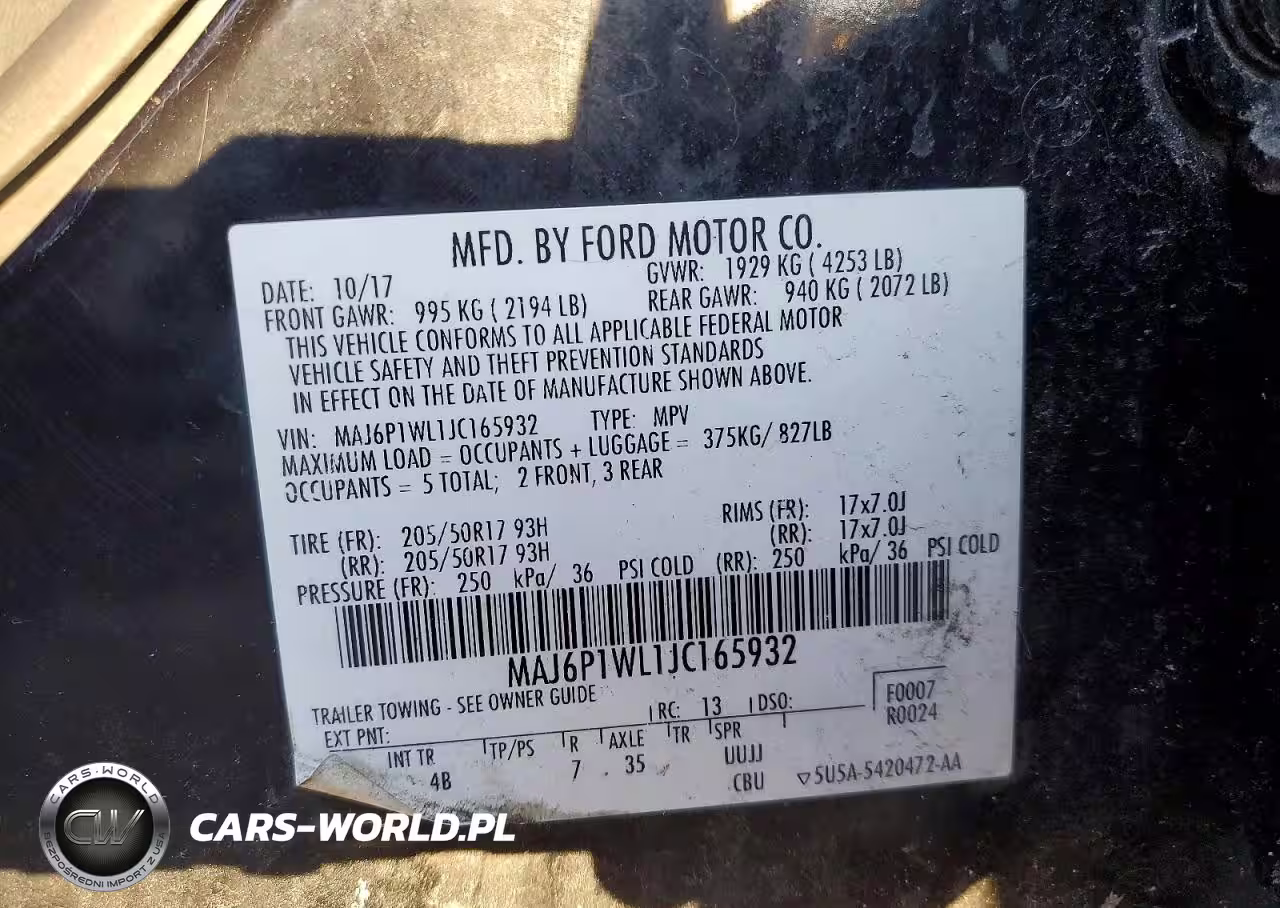 MFD. BY FORD MOTOR CO.
DATE: 10/17 GVWR: 1929 KG ( 4253 LB)
FRONT GAWR: 995 KG ( 2194 LB) REAR GAWR: 940 KG ( 2072 LB)
THIS VEHICLE CONFORMS TO ALL APPLICABLE FEDERAL MOTOR
VEHICLE SAFETY AND THEFT PREVENTION STANDARDS
IN EFFECT ON THE DATE OF MANUFACTURE SHOWN ABOVE.
VIN: MAJ6P1WL1JC165932 TYPE: MPV
MAXIMUM LOAD = OCCUPANTS + LUGGAGE = 375KG/ 827LB
OCCUPANTS = 5 TOTAL; 2 FRONT, 3 REAR
TIRE (FR): 205/50R17 93H RIMS (FR): 17x7.0J
(RR): 205/50R17 93H (RR): 17x7.0J
PRESSURE (FR): 250 kPa/ 36 PSI COLD (RR): 250 kPa/ 36 PSI COLD
MAJ6P1WL1JC165932
TRAILER TOWING - SEE OWNER GUIDE
EXT PNT: RC: 13 DSO: F0007
R0024
INT TR TP/PS R AXLE TR SPR
4B 7 35 UUJJ
CBU 5U5A-5420472-AA
CARS-WORLD
CW
BEZPOŚREDNI IMPORT Z USA
CARS-WORLD.PL